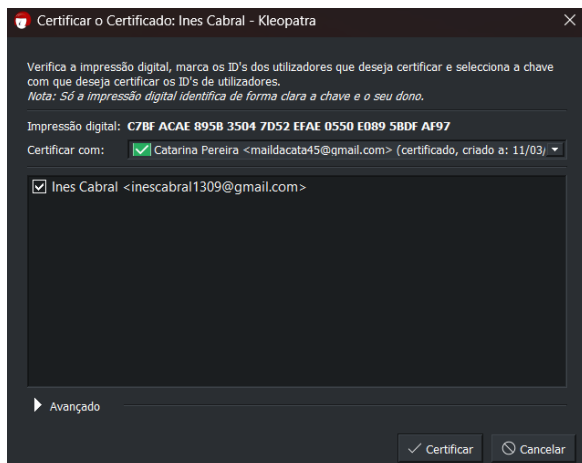 Certificar o Certificado: Ines Cabral - Kleopatra
Verifica a impressão digital, marca os ID's dos utilizadores que deseja certificar e selecciona a chave
com que deseja certificar os ID's de utilizadores.
Nota: Só a impressão digital identifica de forma clara a chave e o seu dono.
Impressão digital: C7BF ACAE 895B 3504 7D52 EFAE 0550 E089 5BDF AF97
Certificar com: Catarina Pereira <maildacata45@gmail.com> (certificado, criado a: 11/03/
Ines Cabral <inescabral1309@gmail.com>
Avançado
Certificar Cancelar